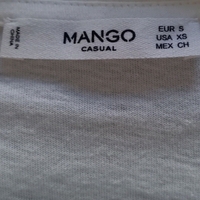 MANGO
CASUAL
EUR S
USA XS
MEX CH
MADE IN
CHINA